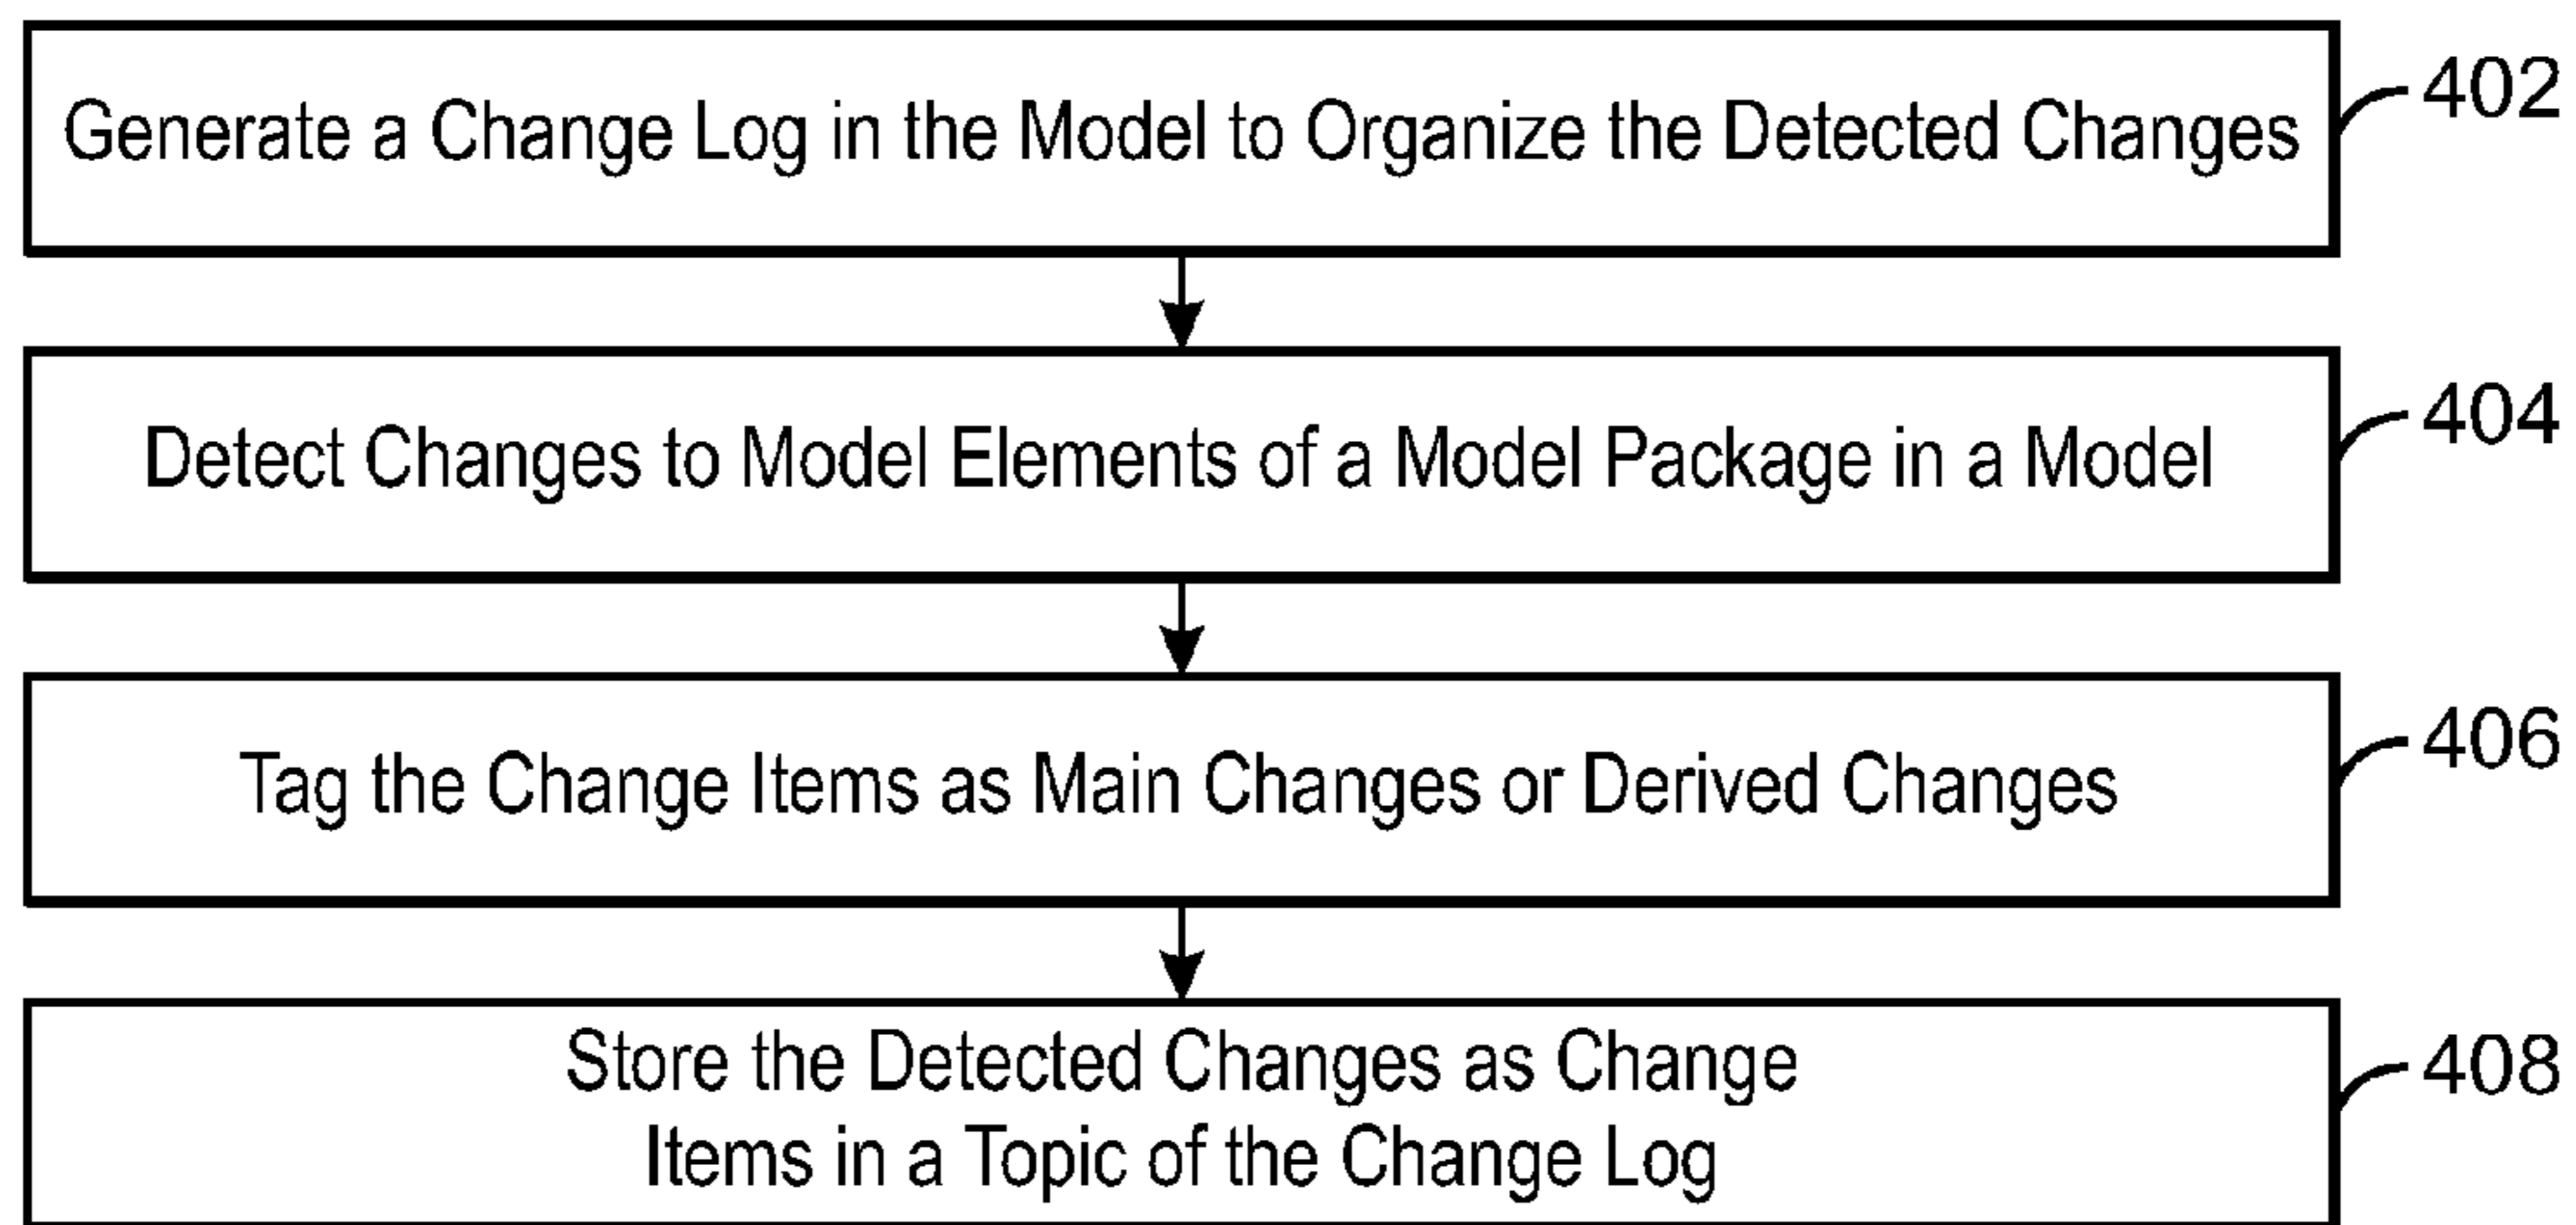 Generate a Change Log in the Model to Organize the Detected Changes
402
Detect Changes to Model Elements of a Model Package in a Model
404
Tag the Change Items as Main Changes or Derived Changes
406
Store the Detected Changes as Change
Items in a Topic of the Change Log
408